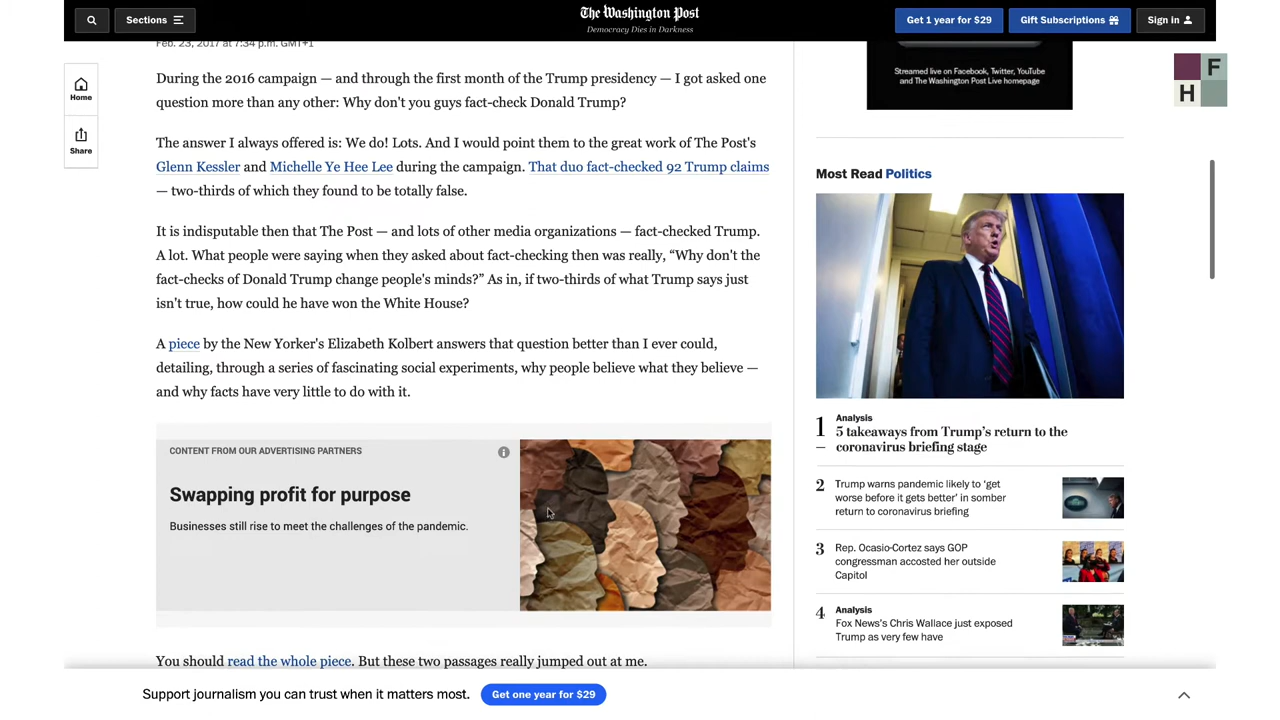 Sections
The Washington Post
Democracy Dies in Darkness
Get 1 year for $29
Gift Subscriptions
Sign in
Feb. 23, 2017 at 7:34 p.m. GMT+1
Home
Share
During the 2016 campaign — and through the first month of the Trump presidency — I got asked one
question more than any other: Why don't you guys fact-check Donald Trump?
The answer I always offered is: We do! Lots. And I would point them to the great work of The Post's
Glenn Kessler and Michelle Ye Hee Lee during the campaign. That duo fact-checked 92 Trump claims
— two-thirds of which they found to be totally false.
It is indisputable then that The Post — and lots of other media organizations — fact-checked Trump.
A lot. What people were saying when they asked about fact-checking then was really, “Why don't the
fact-checks of Donald Trump change people's minds?” As in, if two-thirds of what Trump says just
isn't true, how could he have won the White House?
A piece by the New Yorker's Elizabeth Kolbert answers that question better than I ever could,
detailing, through a series of fascinating social experiments, why people believe what they believe —
and why facts have very little to do with it.
CONTENT FROM OUR ADVERTISING PARTNERS
Swapping profit for purpose
Businesses still rise to meet the challenges of the pandemic.
You should read the whole piece. But these two passages really jumped out at me.
Streamed live on Facebook, Twitter, YouTube
and The Washington Post Live homepage
F
H
Most Read Politics
1
Analysis
5 takeaways from Trump’s return to the
coronavirus briefing stage
2
Trump warns pandemic likely to ‘get
worse before it gets better’ in somber
return to coronavirus briefing
3
Rep. Ocasio-Cortez says GOP
congressman accosted her outside
Capitol
4
Analysis
Fox News's Chris Wallace just exposed
Trump as very few have
Support journalism you can trust when it matters most.
Get one year for $29